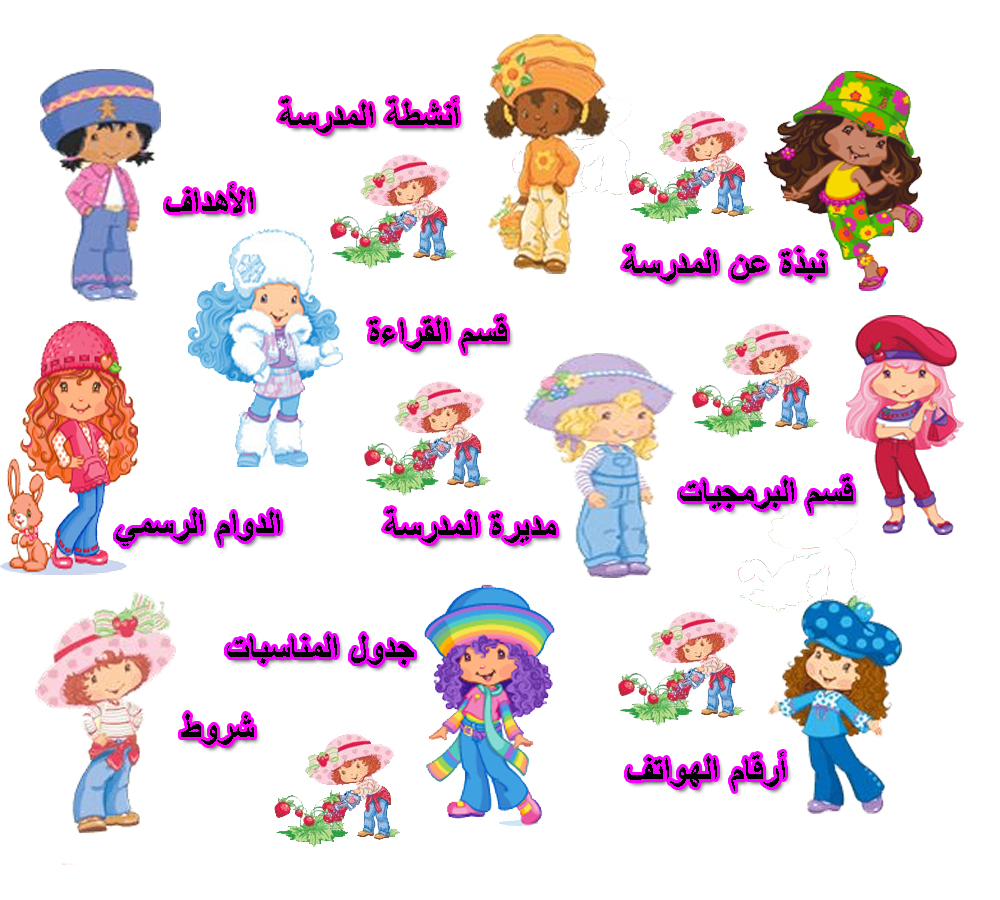 أنشطة المدرسة
الأهداف
نبذة عن المدرسة
قسم القراءة
قسم البرمجيات
مديرة المدرسة
الدوام الرسمي
جدول المناسبات
شروط
أرقام الهواتف